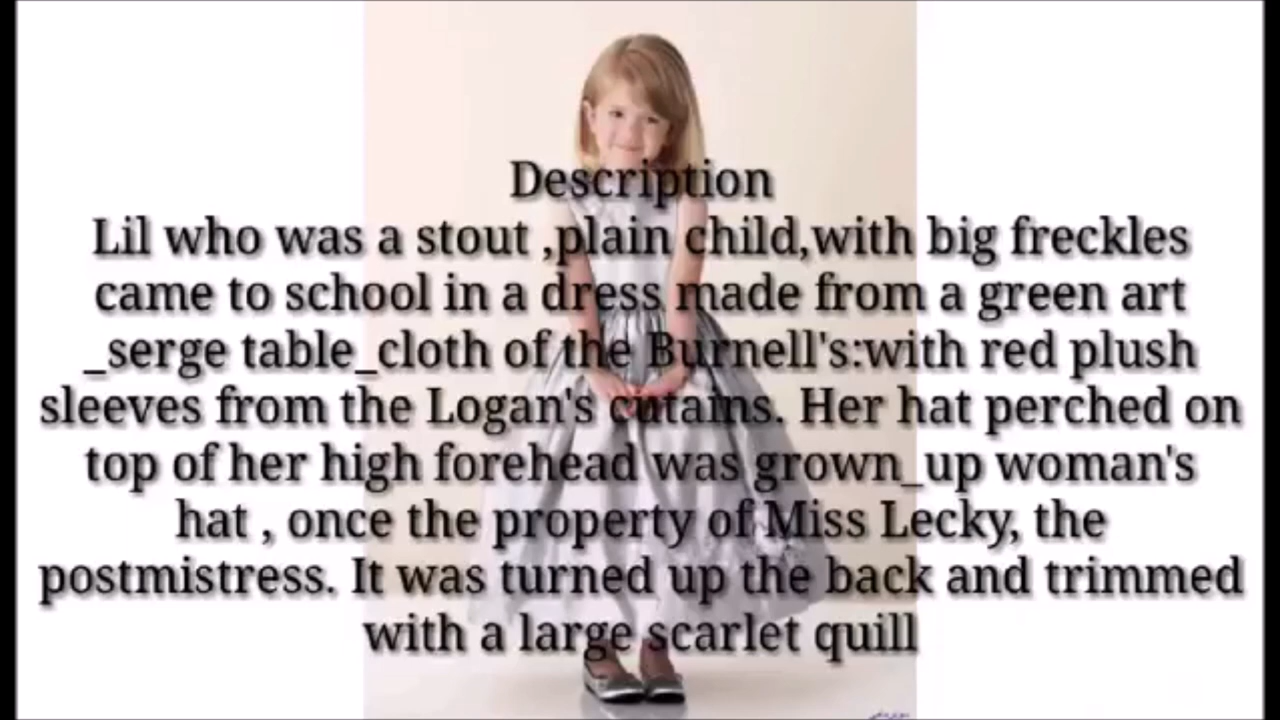 Description
Lil who was a stout ,plain child,with big freckles
came to school in a dress made from a green art
_serge table_cloth of the Burnell's:with red plush
sleeves from the Logan's cutains. Her hat perched on
top of her high forehead was grown_up woman's
hat , once the property of Miss Lecky, the
postmistress. It was turned up the back and trimmed
with a large scarlet quill